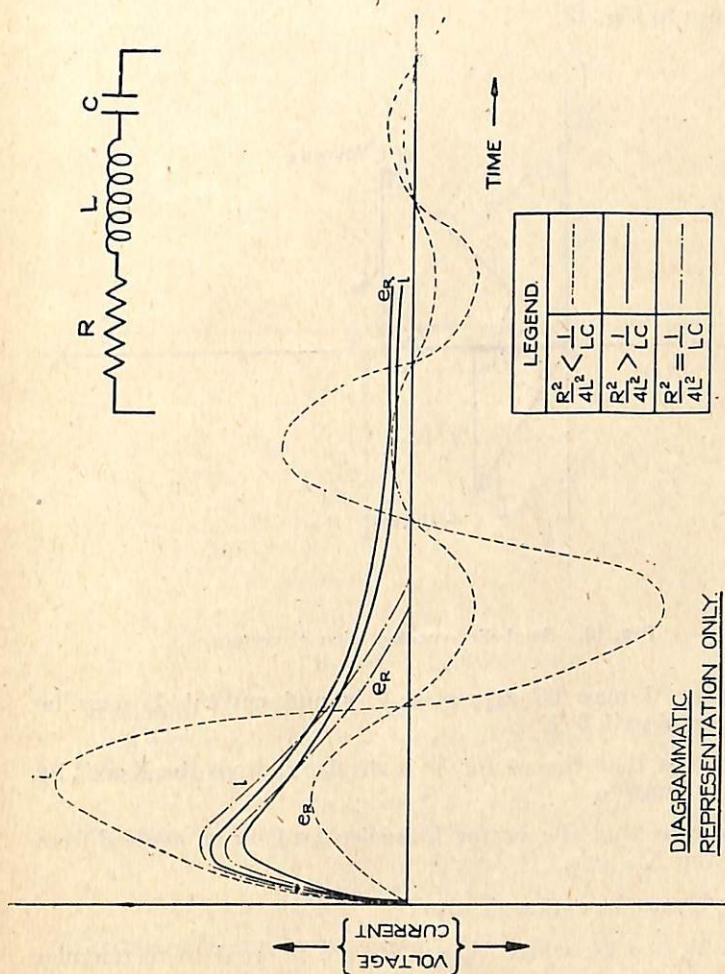 R
L
C
i
e_R
i
e_R
e_R
i
TIME
VOLTAGE
CURRENT
LEGEND.
R²/4L² < 1/LC
R²/4L² > 1/LC
R²/4L² = 1/LC
DIAGRAMMATIC
REPRESENTATION ONLY.